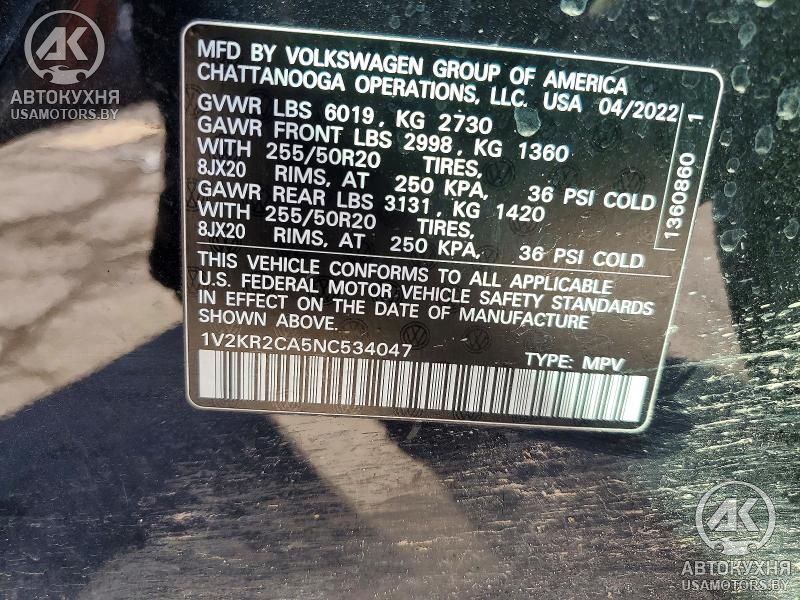 АК
АВТОКУХНЯ
USAMOTORS.BY
MFD BY VOLKSWAGEN GROUP OF AMERICA
CHATTANOOGA OPERATIONS, LLC. USA 04/2022
GVWR LBS 6019, KG 2730
GAWR FRONT LBS 2998, KG 1360
WITH 255/50R20 TIRES,
8JX20 RIMS, AT 250 KPA, 36 PSI COLD
GAWR REAR LBS 3131, KG 1420
WITH 255/50R20 TIRES,
8JX20 RIMS, AT 250 KPA, 36 PSI COLD
1360860 1
THIS VEHICLE CONFORMS TO ALL APPLICABLE
U.S. FEDERAL MOTOR VEHICLE SAFETY STANDARDS
IN EFFECT ON THE DATE OF MANUFACTURE
SHOWN ABOVE.
1V2KR2CA5NC534047 TYPE: MPV
АК
АВТОКУХНЯ
USAMOTORS.BY